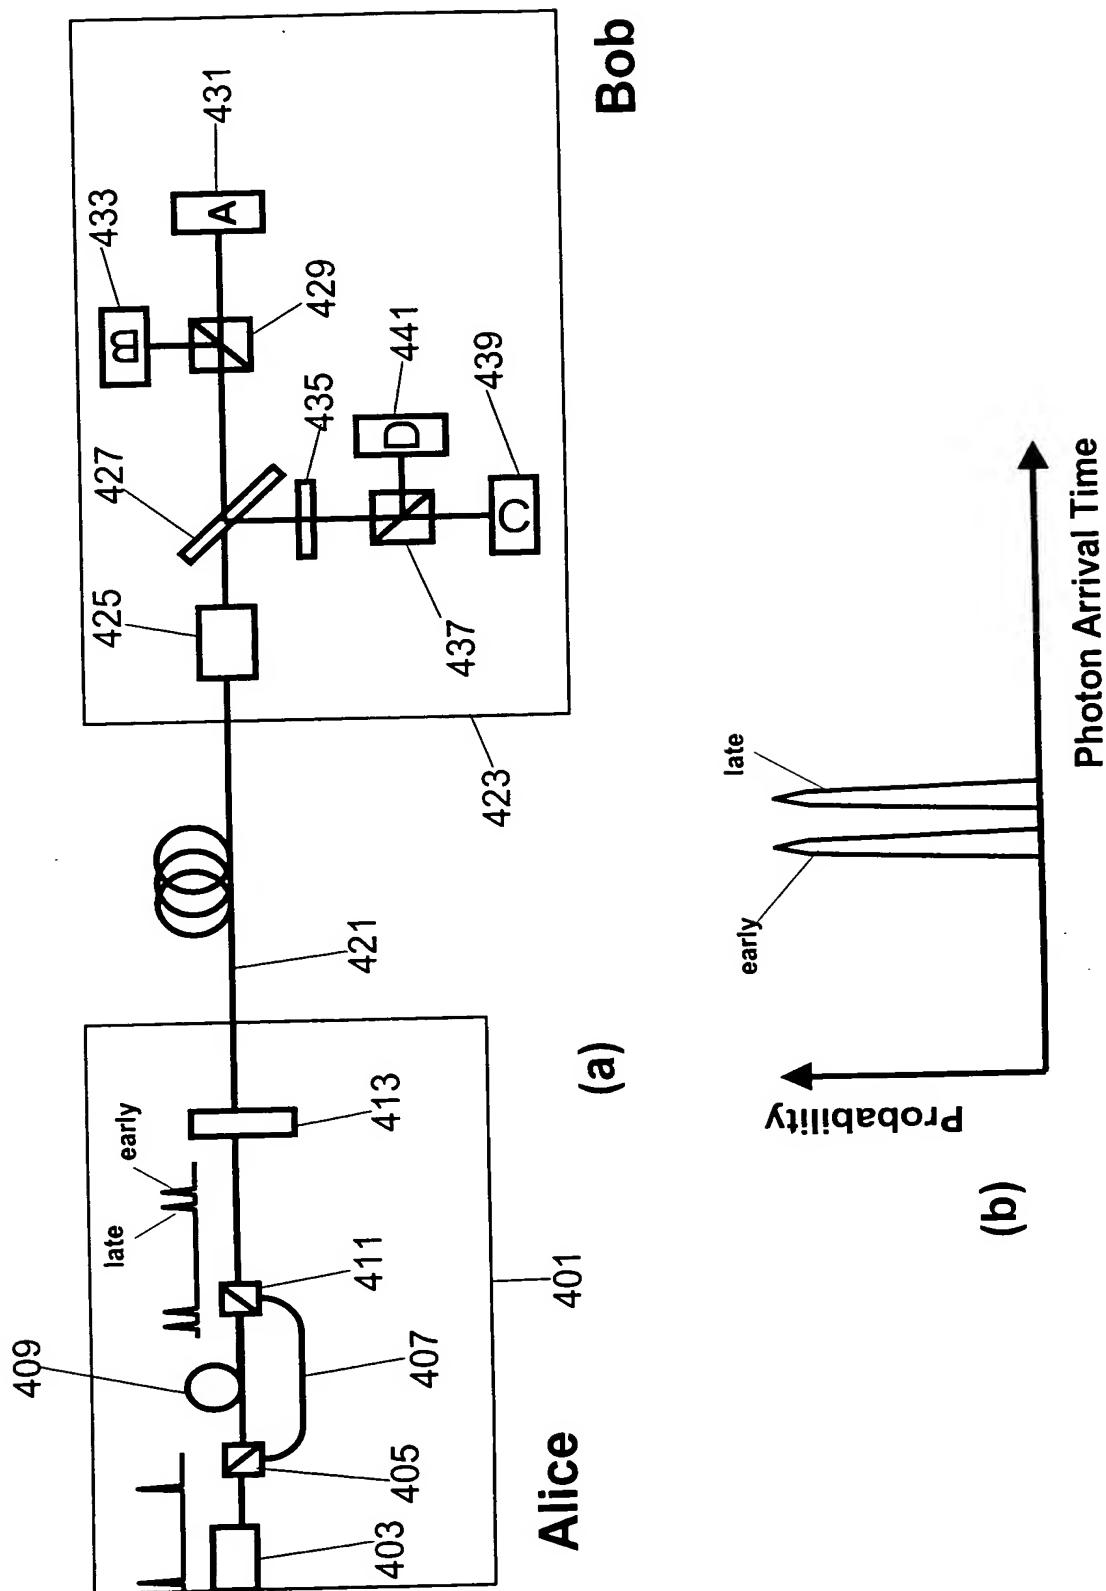 409
late
early
403
405
407
411
401
413
Alice
421
(a)
425
427
433
B
A
431
429
435
D
441
C
439
437
423
Bob
(b)
Probability
early
late
Photon Arrival Time